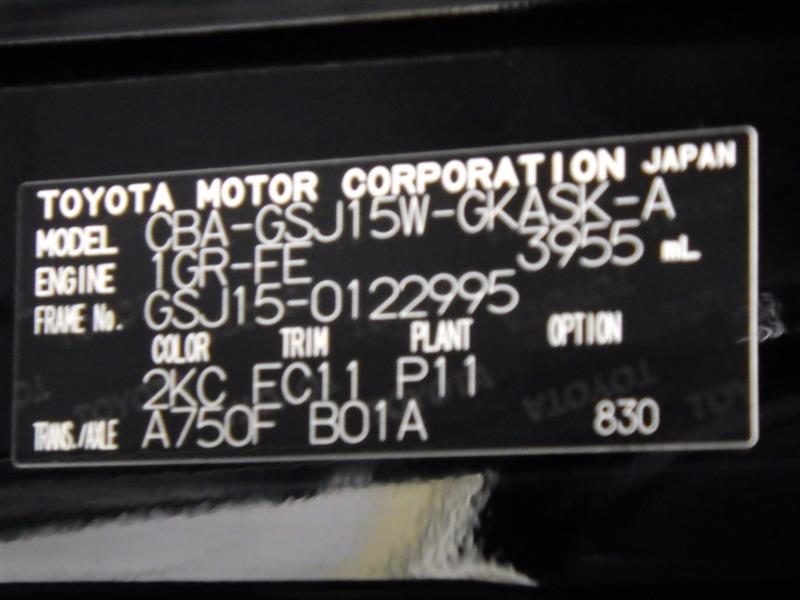 TOYOTA MOTOR CORPORATION JAPAN
MODEL CBA-GSJ15W-GKASK-A
ENGINE 1GR-FE 3955 mL
FRAME No. GSJ15-0122995
COLOR TRIM PLANT OPTION
2KC FC11 P11
TRANS./AXLE A750F B01A 830